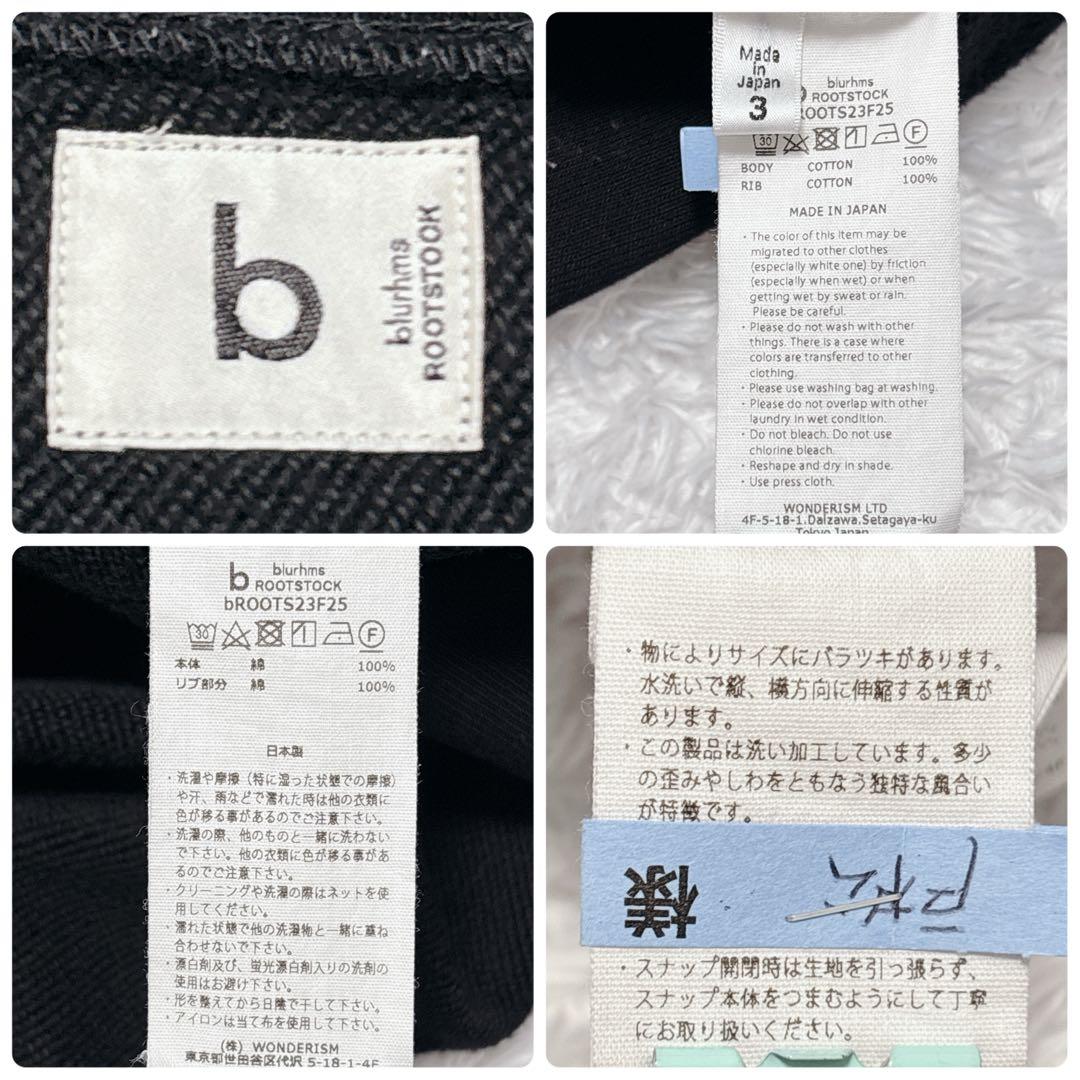 b
blurhms
ROOTSTOCK
Made
in
Japan
3
blurhms
ROOTSTOCK
ROOTS23F25
30
F
BODY COTTON 100%
RIB COTTON 100%
MADE IN JAPAN
・The color of this item may be
migrated to other clothes
(especially white one) by friction
(especially when wet) or when
getting wet by sweat or rain.
Please be careful.
・Please do not wash with other
things. There is a case where
colors are transferred to other
clothing.
・Please use washing bag at washing.
・Please do not overlap with other
laundry in wet condition.
・Do not bleach. Do not use
chlorine bleach.
・Reshape and dry in shade.
・Use press cloth.
WONDERISM LTD
4F-5-18-1.Daizawa.Setagaya-ku
Tokyo Japan
b blurhms
ROOTSTOCK
bROOTS23F25
30
F
本体 綿 100%
リブ部分 綿 100%
日本製
・洗濯や摩擦（特に湿った状態での摩擦）
や汗、雨などで濡れた時は他の衣類に
色が移る事があるのでご注意下さい。
・洗濯の際、他のものと一緒に洗わない
で下さい。他の衣類に色が移る事があ
るのでご注意下さい。
・クリーニングや洗濯の際はネットを使
用してください。
・濡れた状態で他の洗濯物と一緒に重ね
合わせないで下さい。
・漂白剤及び、蛍光漂白剤入りの洗剤の
使用はお避け下さい。
・形を整えてから日陰で干して下さい。
・アイロンは当て布を使用して下さい。
（株）WONDERISM
東京都世田谷区代沢 5-18-1-4F
・物によりサイズにバラツキがあります。
水洗いで縦、横方向に伸縮する性質が
あります。
・この製品は洗い加工しています。多少
の歪みやしわをともなう独特な風合い
が特徴です。
様
・スナップ開閉時は生地を引っ張らず、
スナップ本体をつまむようにして丁寧
にお取り扱いください。